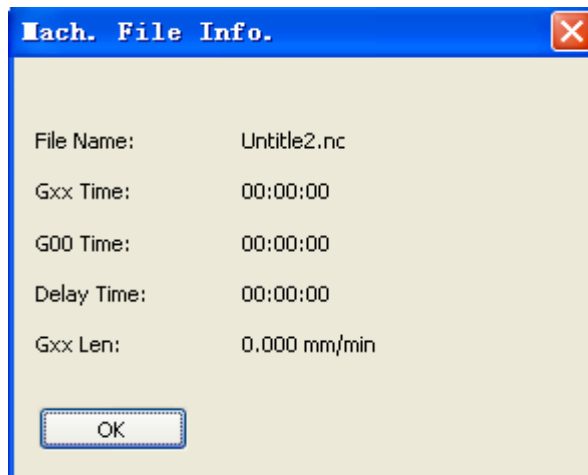 Mach. File Info.
File Name: Untitle2.nc
Gxx Time: 00:00:00
G00 Time: 00:00:00
Delay Time: 00:00:00
Gxx Len: 0.000 mm/min
OK